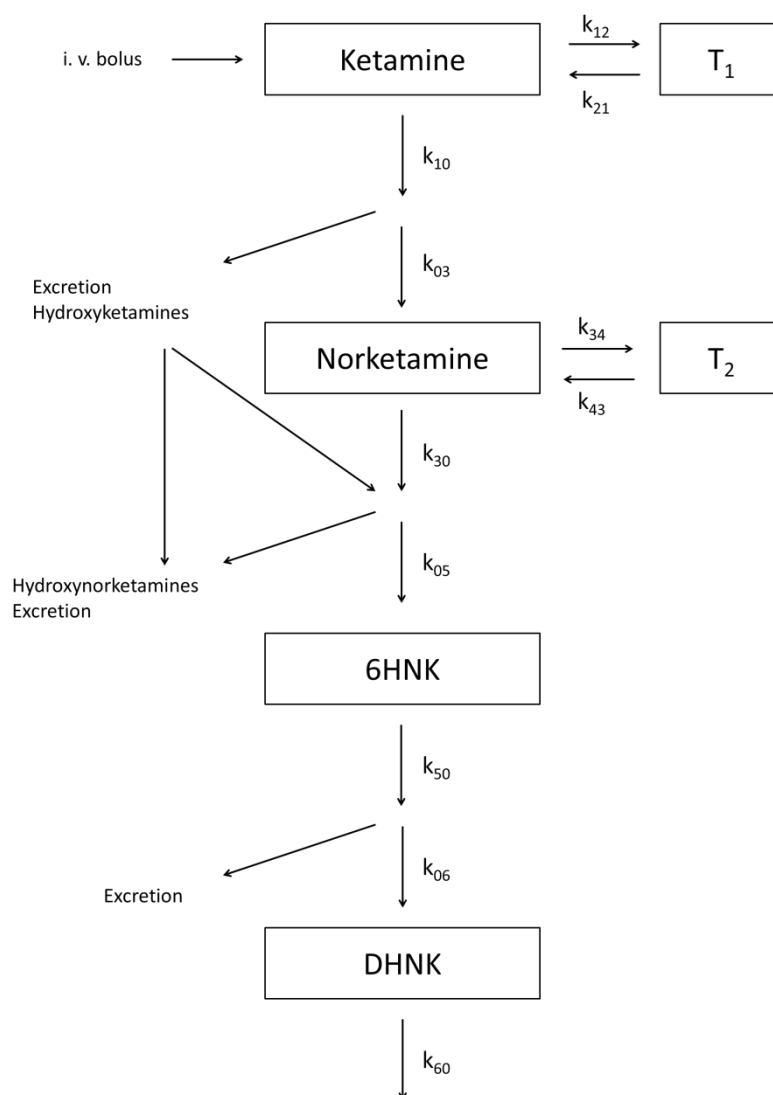 k12
i. v. bolus
Ketamine
T1
k21
k10
k03
Excretion
Hydroxyketamines
k34
Norketamine
T2
k43
k30
k05
Hydroxynorketamines
Excretion
6HNK
k50
k06
Excretion
DHNK
k60